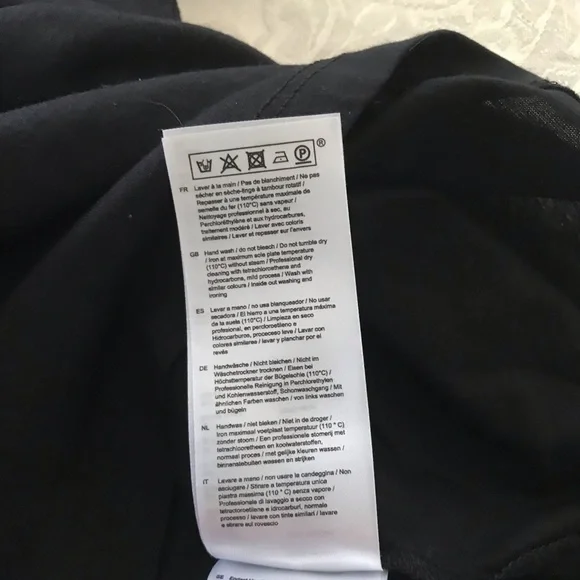 P ®
FR Laver à la main / Pas de blanchiment / Ne pas
sécher en sèche-linge à tambour rotatif /
Repasser à une température maximale de
semelle du fer (110°C) sans vapeur /
Nettoyage professionnel à sec, au
Perchloréthylène et aux hydrocarbures,
traitement modéré / Laver avec coloris
similaires / Laver et repasser sur l'envers
GB Hand wash / do not bleach / Do not tumble dry
/ Iron at maximum sole plate temperature
(110°C) without steam / Professional dry
cleaning with tetrachloroethene and
hydrocarbons, mild process / Wash with
similar colours / Inside out washing and
ironing
ES Lavar a mano / no usa blanqueador / No usar
secadora / El hierro a una temperatura máxima
de la suela (110°C) / Limpieza en seco
profesional, en percloroetileno e
Hidrocarburos, proceceso leve / Lavar con
colores similares / lavar y planchar por el
revés
DE Handwäsche / Nicht bleichen / Nicht im
Wäschetrockner trocknen / Eisen bei
Höchstemperatur der Bügelsohle (110°C) /
Professionelle Reinigung in Perchlorethylen
und Kohlenwasserstoff, Schonwaschgang / Mit
ähnlichen Farben waschen / von links waschen
und bügeln
NL Handwas / niet bleken / Niet in de droger /
Iron maximaal voetplaat temperatuur (110 ° C)
zonder stoom / Een professionele stomerij met
tetrachlooretheen en koolwaterstoffen,
normaal proces / met gelijke kleuren wassen /
binnenstebuiten wassen en strijken
IT Lavare a mano / non usare la candeggina / Non
asciugare / Stirare a temperatura unica
piastra massima (110 ° C) senza vapore /
Professionale di lavaggio a secco con
tetracloroetilene e idrocarburi, normale
processo / lavare con tinte similari / lavare
e stirare sul rovescio